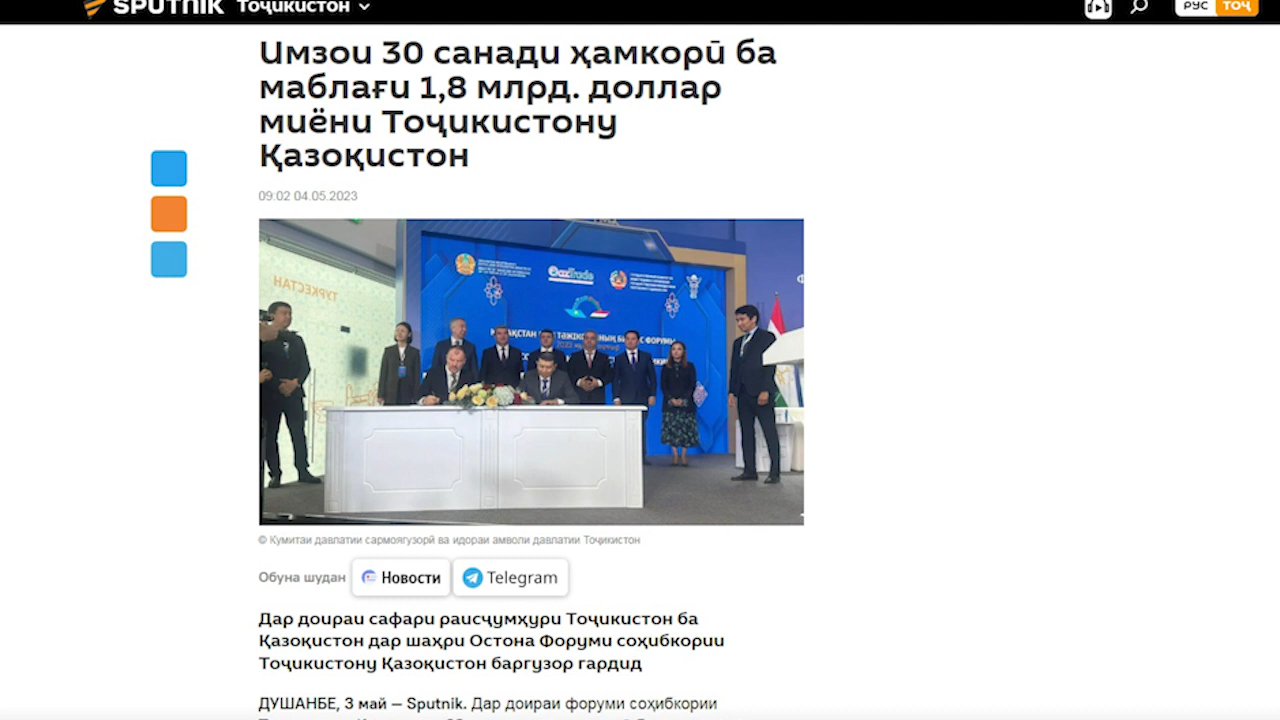 SPUTNIK Тоҷикистон
РУС ТОҶ
Имзои 30 санади ҳамкорӣ ба
маблағи 1,8 млрд. доллар
миёни Тоҷикистону
Қазоқистон
09:02 04.05.2023
ТУРКЕСТАН
QazTrade
© Кумитаи давлатии сармоягузорӣ ва идораи амволи давлатии Тоҷикистон
Обуна шудан Новости Telegram
Дар доираи сафари раисҷумҳури Тоҷикистон ба
Қазоқистон дар шаҳри Остона Форуми соҳибкории
Тоҷикистону Қазоқистон баргузор гардид
ДУШАНБЕ, 3 май — Sputnik. Дар доираи форуми соҳибкории